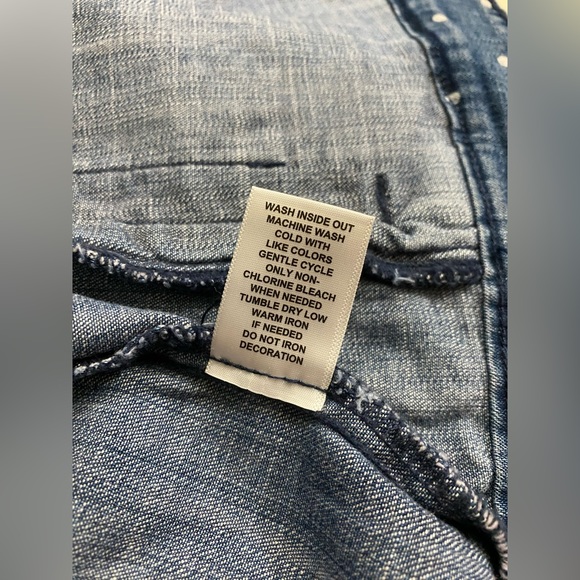 WASH INSIDE OUT
MACHINE WASH
COLD WITH
LIKE COLORS
GENTLE CYCLE
ONLY NON-
CHLORINE BLEACH
WHEN NEEDED
TUMBLE DRY LOW
WARM IRON
IF NEEDED
DO NOT IRON
DECORATION